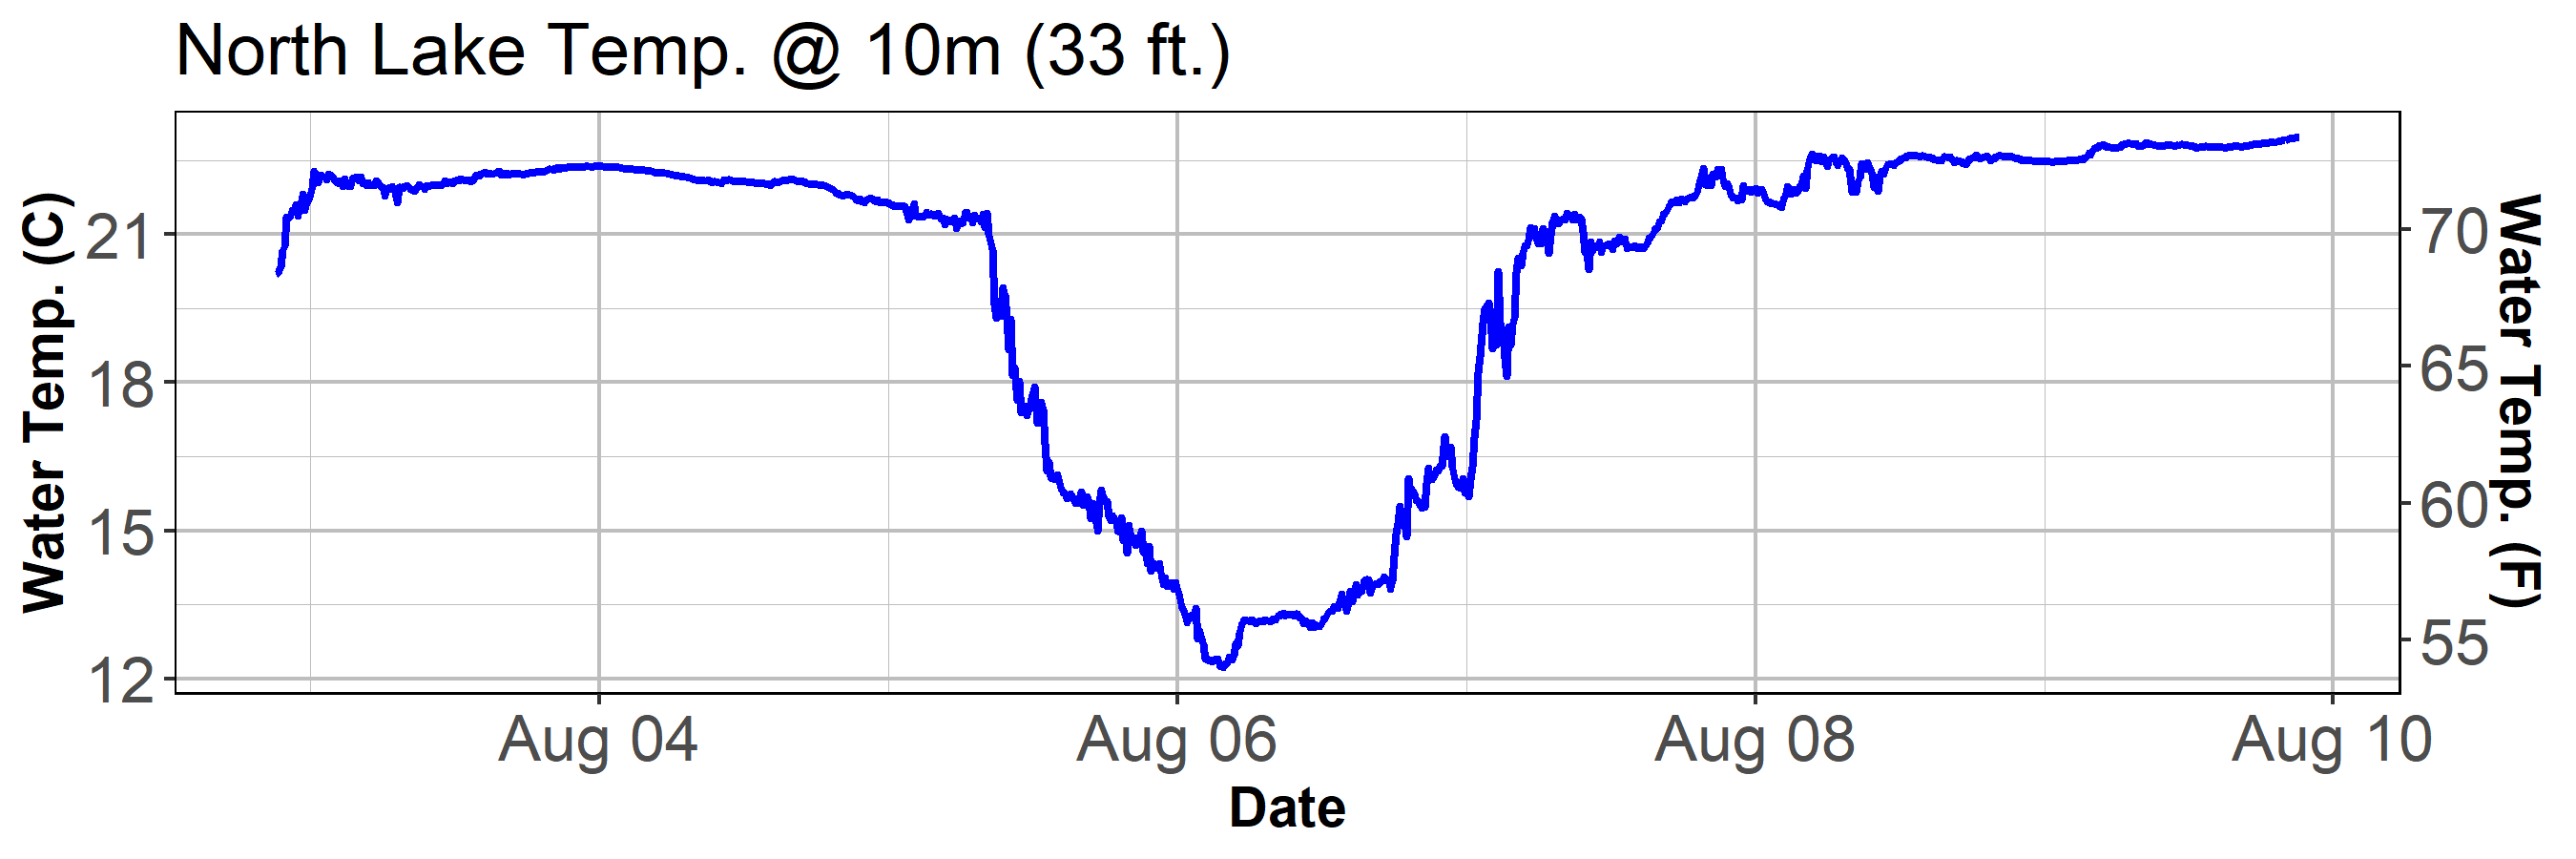 North Lake Temp. @ 10m (33 ft.)
Water Temp. (C)
21
18
15
12
70
65
60
55
Water Temp. (F)
Aug 04
Aug 06
Aug 08
Aug 10
Date